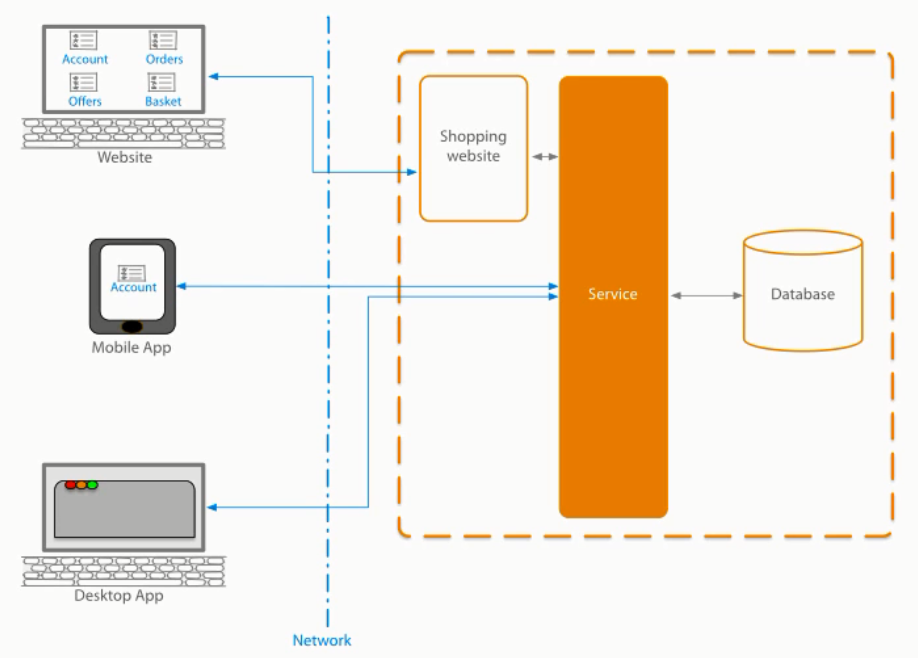 Account
Orders
Offers
Basket
Website
Shopping
website
Service
Database
Account
Mobile App
Desktop App
Network